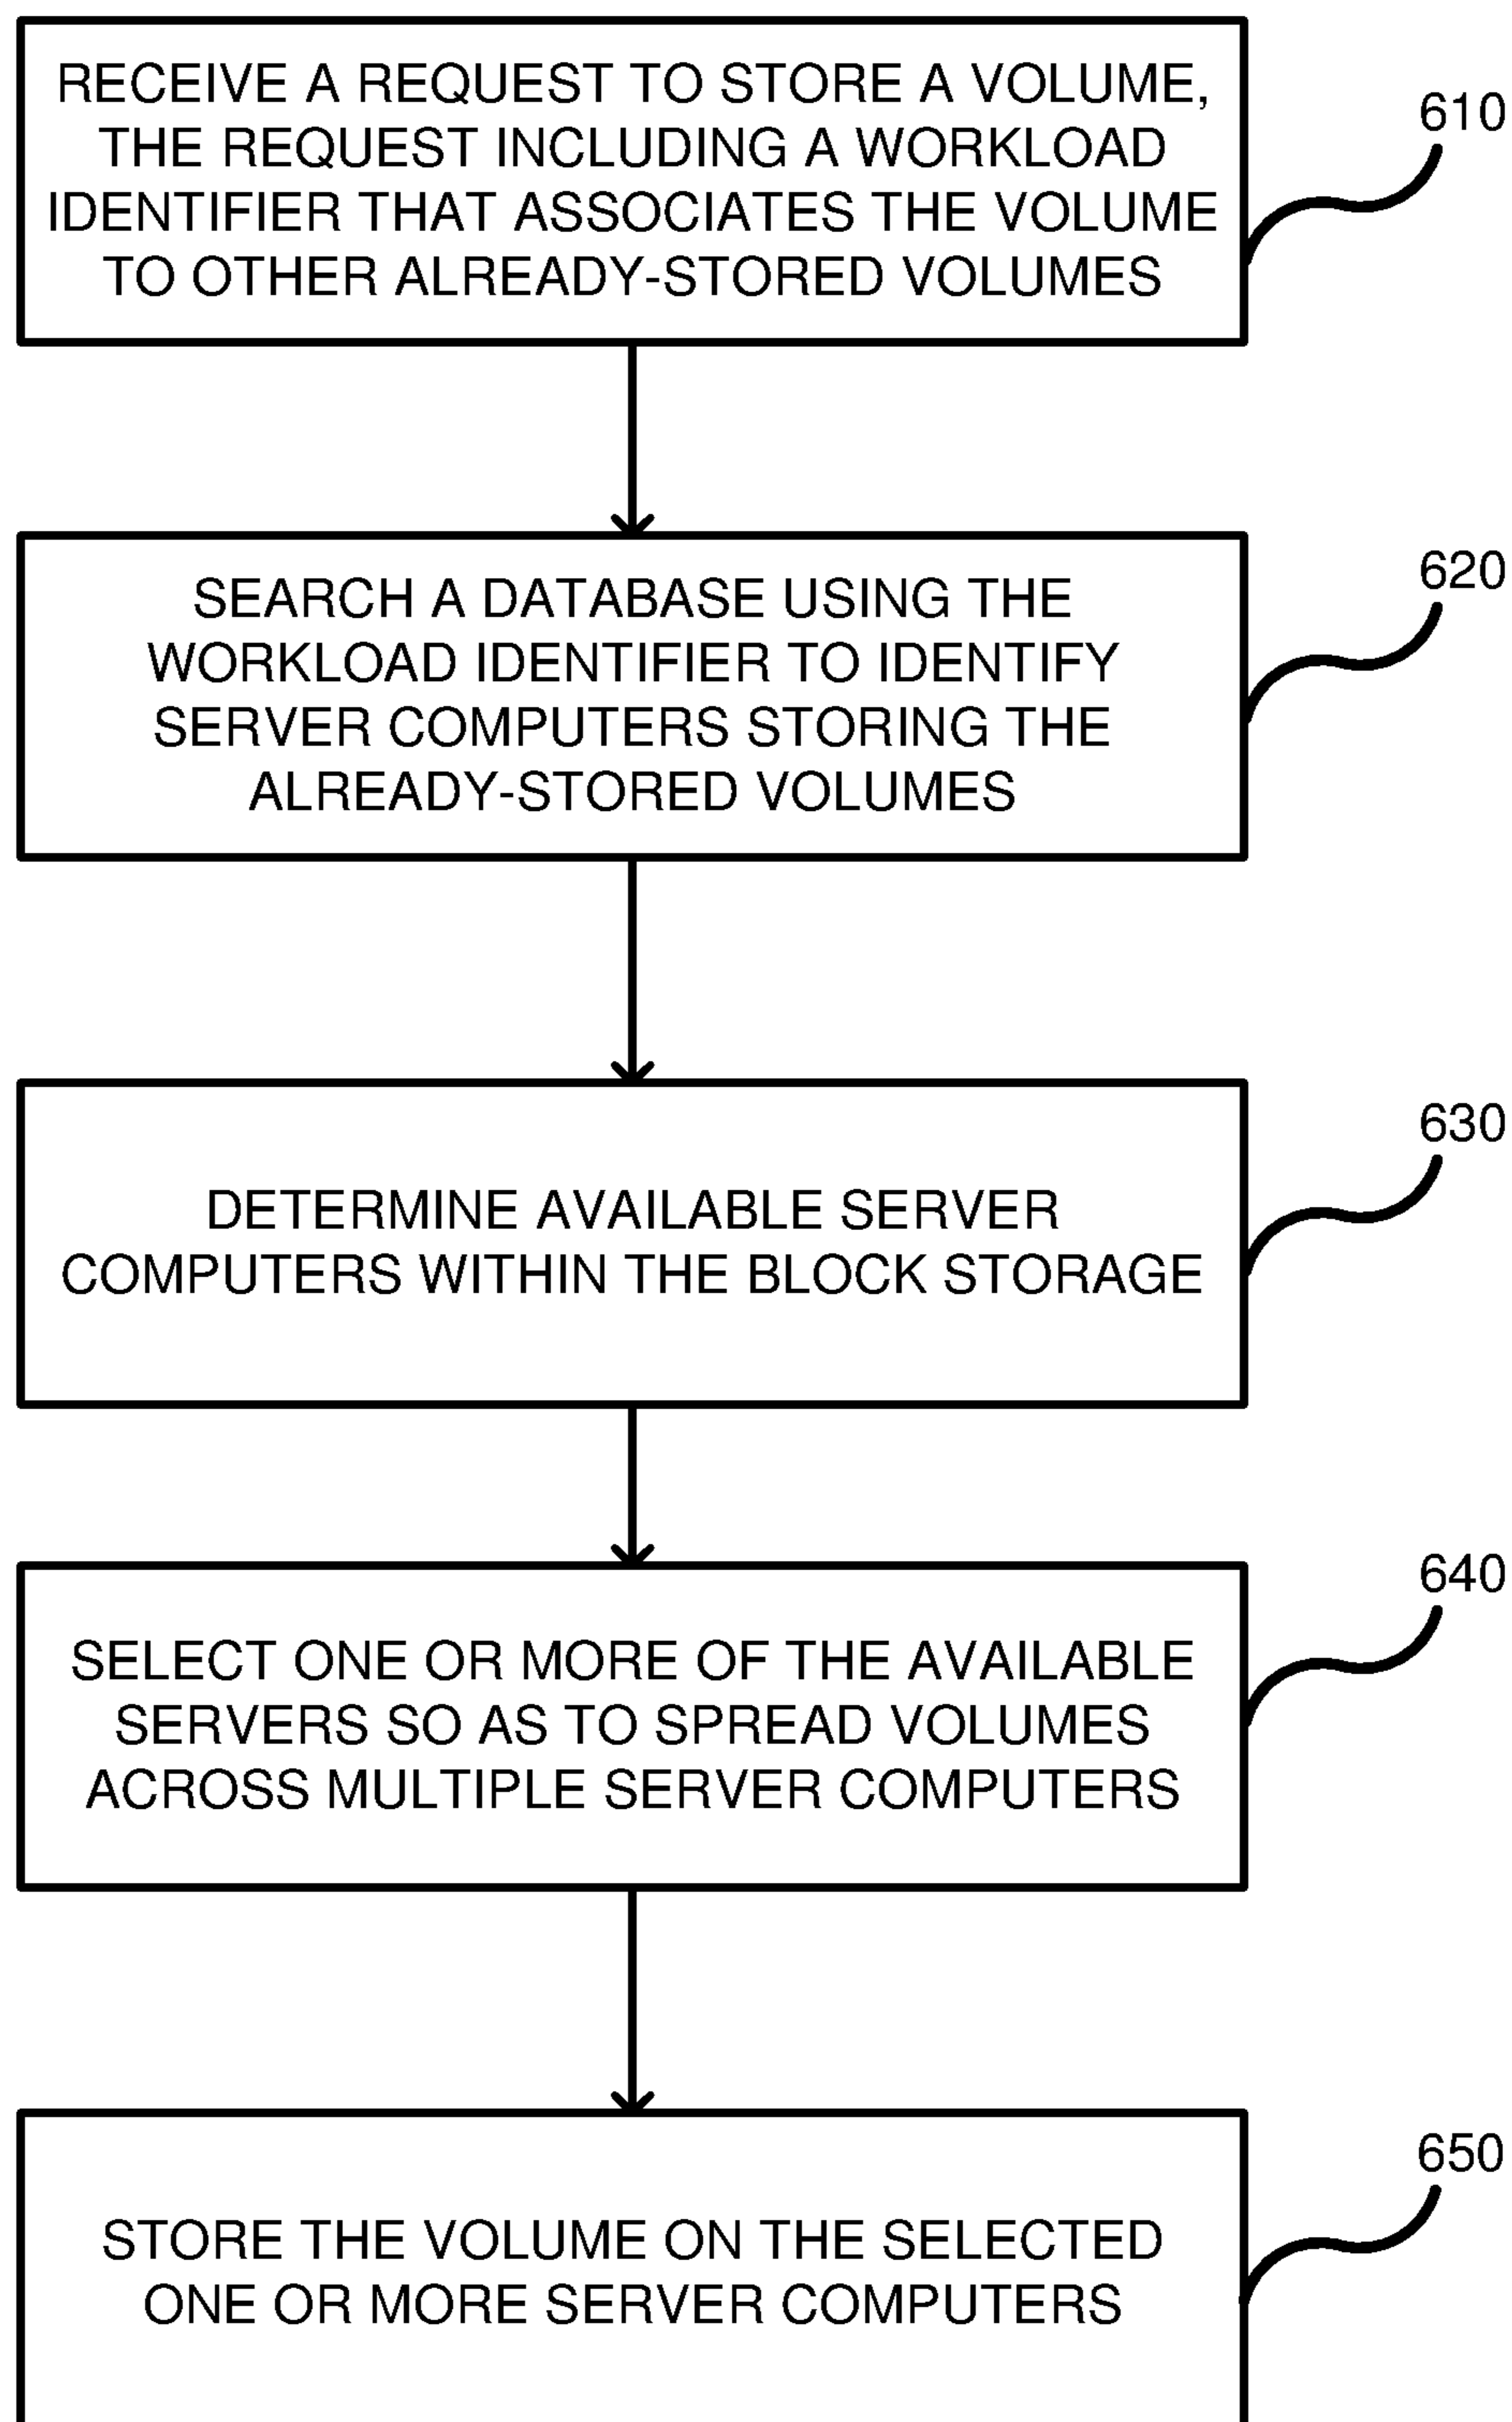 RECEIVE A REQUEST TO STORE A VOLUME,
THE REQUEST INCLUDING A WORKLOAD
IDENTIFIER THAT ASSOCIATES THE VOLUME
TO OTHER ALREADY-STORED VOLUMES
610
SEARCH A DATABASE USING THE
WORKLOAD IDENTIFIER TO IDENTIFY
SERVER COMPUTERS STORING THE
ALREADY-STORED VOLUMES
620
DETERMINE AVAILABLE SERVER
COMPUTERS WITHIN THE BLOCK STORAGE
630
SELECT ONE OR MORE OF THE AVAILABLE
SERVERS SO AS TO SPREAD VOLUMES
ACROSS MULTIPLE SERVER COMPUTERS
640
STORE THE VOLUME ON THE SELECTED
ONE OR MORE SERVER COMPUTERS
650